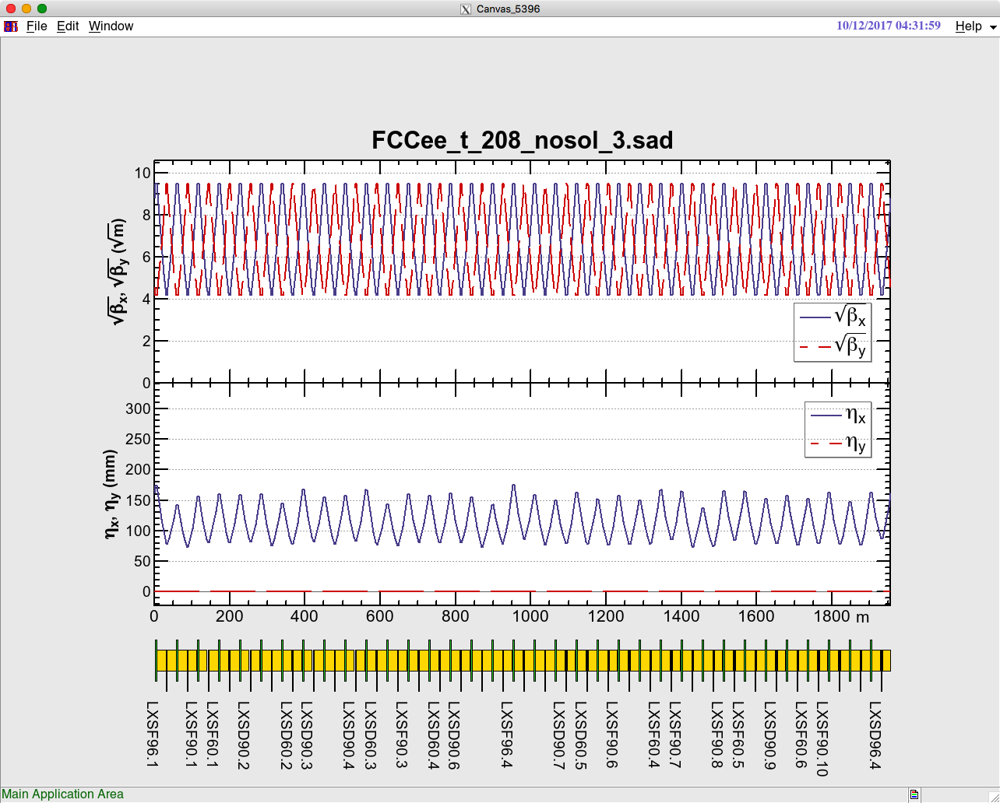 Canvas_5396
File Edit Window 10/12/2017 04:31:59 Help
FCCee_t_208_nosol_3.sad
√βx, √βy (√m)
10
8
6
4
2
0
√βx
√βy
ηx, ηy (mm)
300
250
200
150
100
50
0
ηx
ηy
0 200 400 600 800 1000 1200 1400 1600 1800 m
LXSF96.1
LXSF90.1
LXSF60.1
LXSD90.2
LXSD60.2
LXSD90.3
LXSD90.4
LXSD60.3
LXSF90.3
LXSD60.4
LXSD90.6
LXSF96.4
LXSD90.7
LXSD60.5
LXSF90.6
LXSF60.4
LXSF90.7
LXSF90.8
LXSF60.5
LXSD90.9
LXSF60.6
LXSF90.10
LXSD96.4
Main Application Area